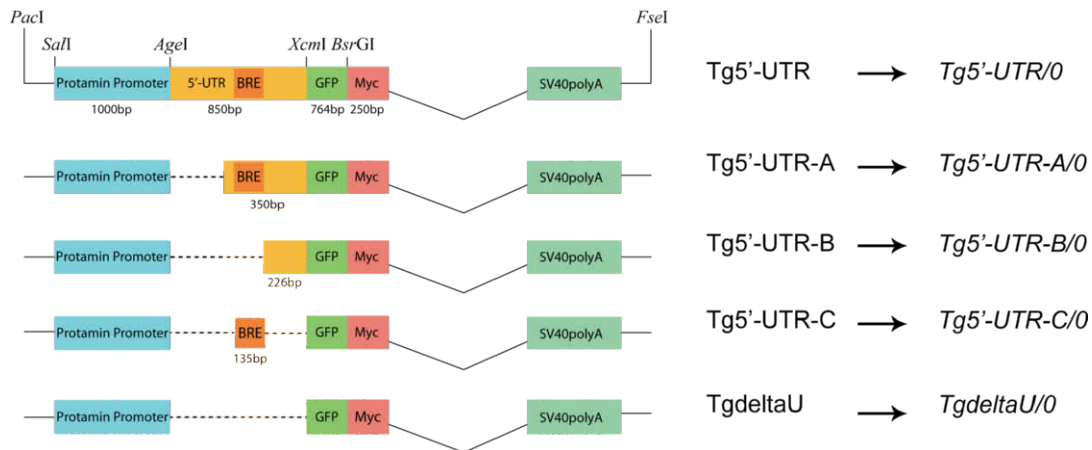 PacI FseI
SalI AgeI XcmI BsrGI
Protamin Promoter 5'-UTR BRE GFP Myc SV40polyA Tg5'-UTR Tg5'-UTR/0
1000bp 850bp 764bp 250bp
Protamin Promoter BRE GFP Myc SV40polyA Tg5'-UTR-A Tg5'-UTR-A/0
350bp
Protamin Promoter GFP Myc SV40polyA Tg5'-UTR-B Tg5'-UTR-B/0
226bp
Protamin Promoter BRE GFP Myc SV40polyA Tg5'-UTR-C Tg5'-UTR-C/0
135bp
Protamin Promoter GFP Myc SV40polyA TgdeltaU TgdeltaU/0